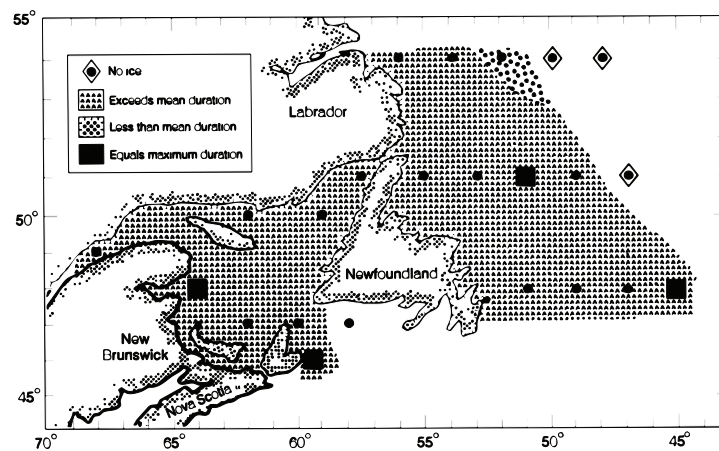 55°
No ice
Exceeds mean duration
Less than mean duration
Equals maximum duration
Labrador
50°
Newfoundland
New
Brunswick
Nova Scotia
45°
70°
65°
60°
55°
50°
45°